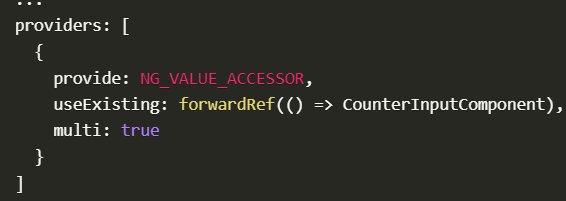 ...
providers: [
  {
    provide: NG_VALUE_ACCESSOR,
    useExisting: forwardRef(() => CounterInputComponent),
    multi: true
  }
]